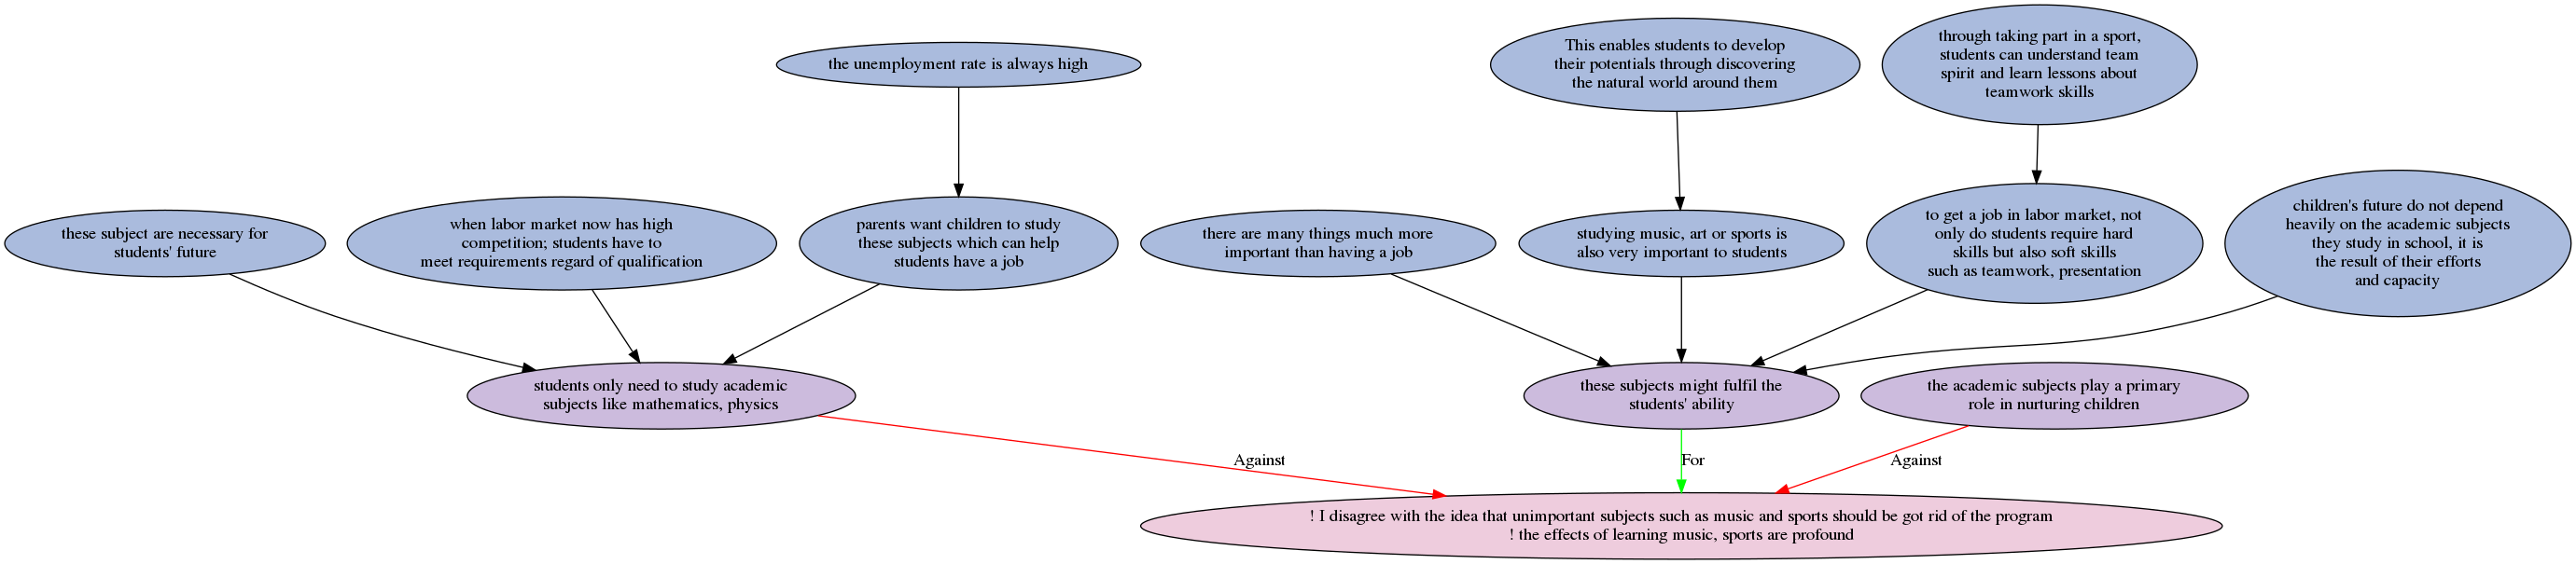 the unemployment rate is always high
This enables students to develop
their potentials through discovering
the natural world around them
through taking part in a sport,
students can understand team
spirit and learn lessons about
teamwork skills
these subject are necessary for
students' future
when labor market now has high
competition; students have to
meet requirements regard of qualification
parents want children to study
these subjects which can help
students have a job
there are many things much more
important than having a job
studying music, art or sports is
also very important to students
to get a job in labor market, not
only do students require hard
skills but also soft skills
such as teamwork, presentation
children's future do not depend
heavily on the academic subjects
they study in school, it is
the result of their efforts
and capacity
students only need to study academic
subjects like mathematics, physics
these subjects might fulfil the
students' ability
the academic subjects play a primary
role in nurturing children
Against
For
Against
! I disagree with the idea that unimportant subjects such as music and sports should be got rid of the program
! the effects of learning music, sports are profound